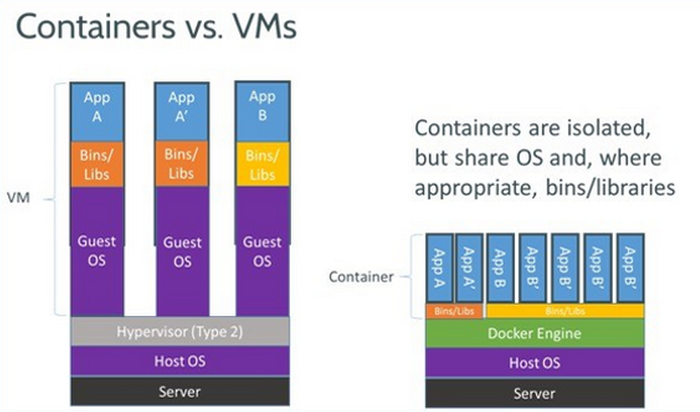 Containers vs. VMs
App
A
App
A'
App
B
Bins/
Libs
Bins/
Libs
Bins/
Libs
VM
Guest
OS
Guest
OS
Guest
OS
Hypervisor (Type 2)
Host OS
Server
Containers are isolated,
but share OS and, where
appropriate, bins/libraries
Container
App A
App A'
App B
App B'
App B'
App B'
App B'
Bins/Libs
Bins/Libs
Docker Engine
Host OS
Server